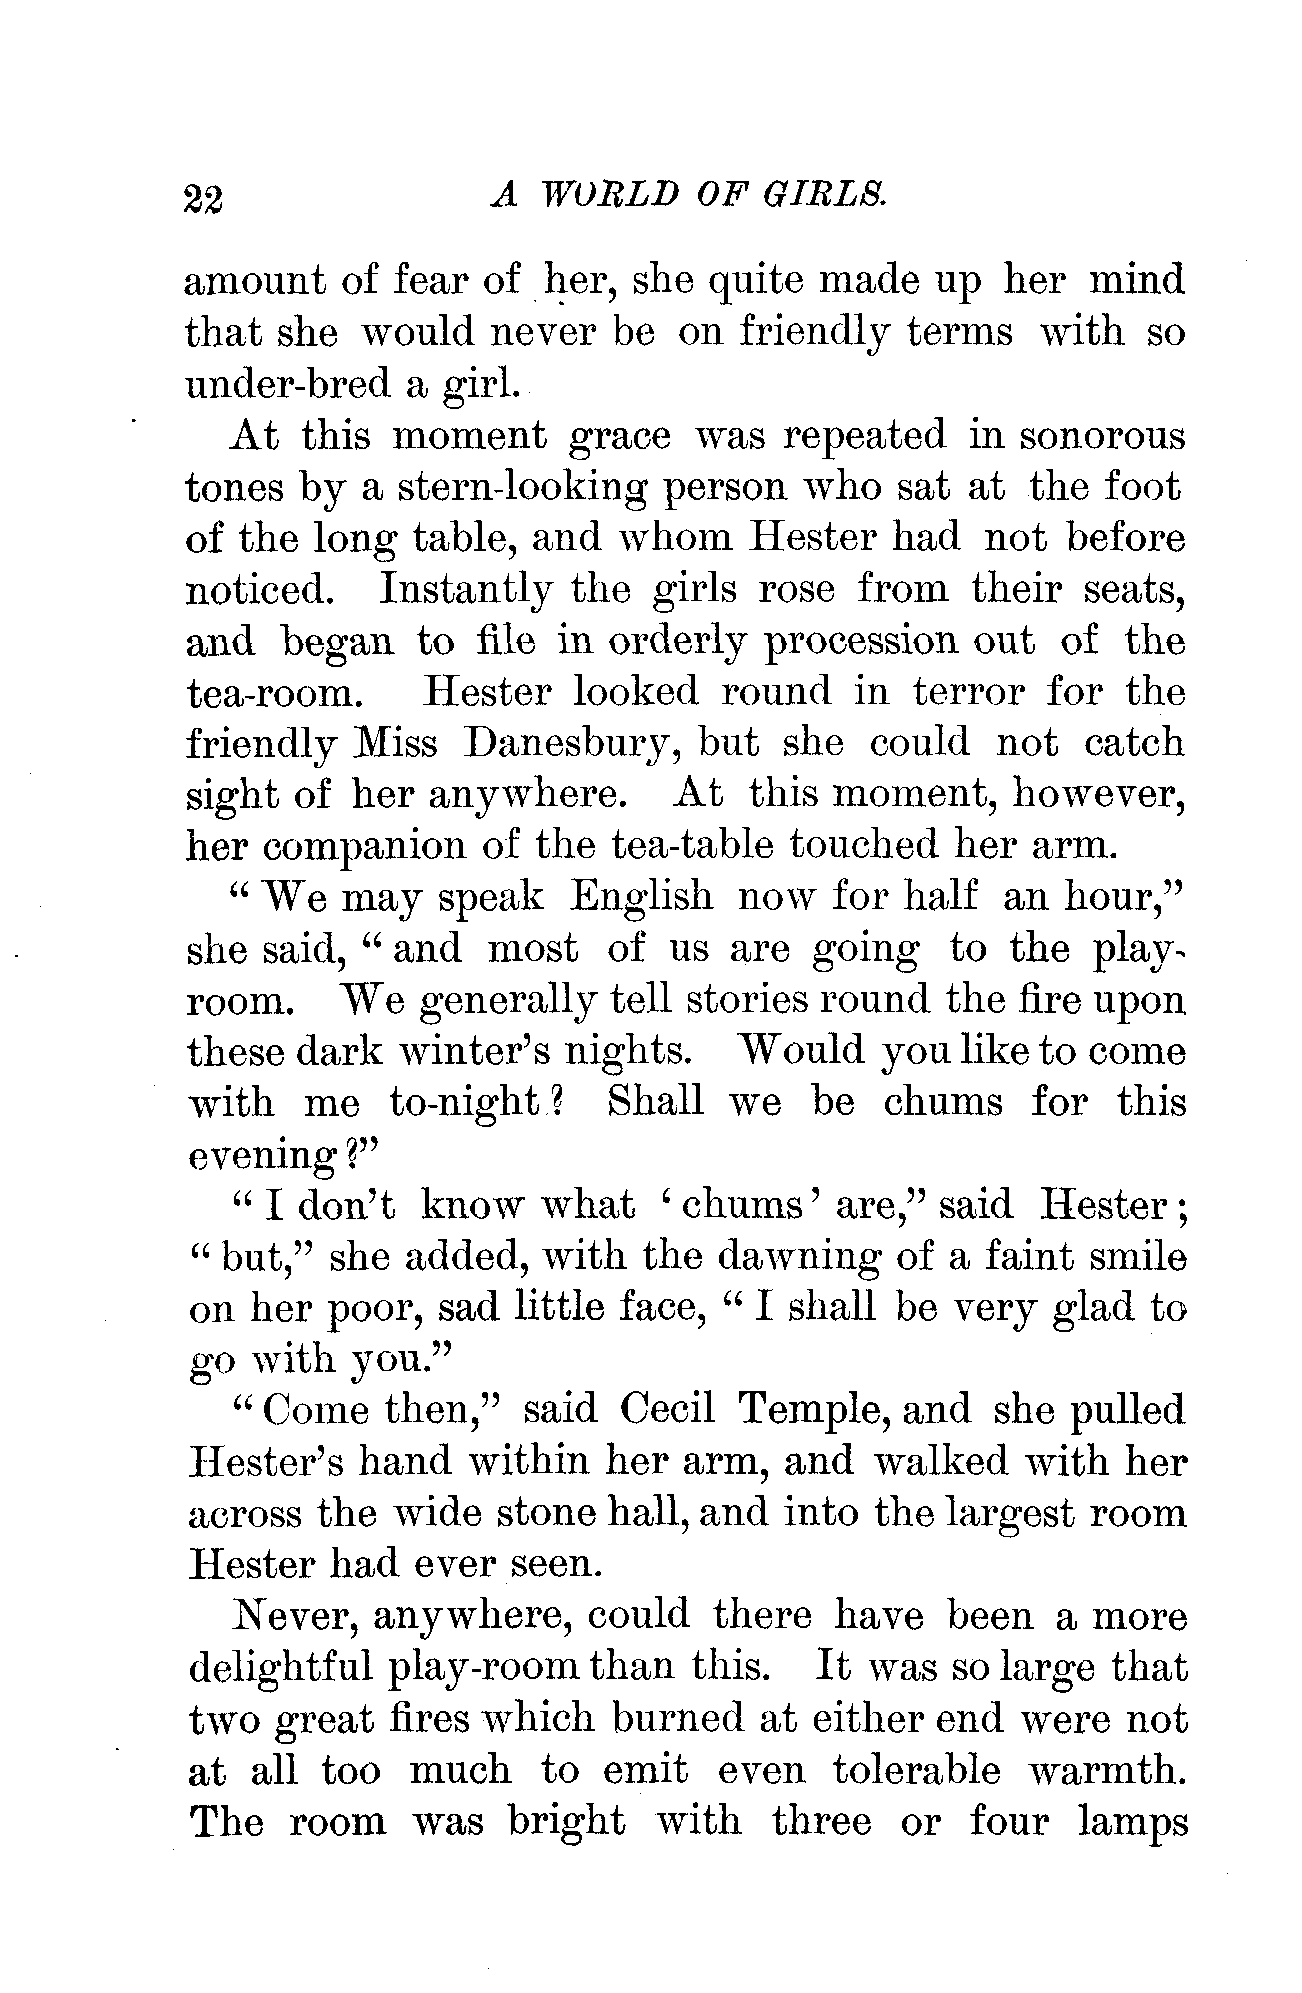 22 A WORLD OF GIRLS.
amount of fear of her, she quite made up her mind
that she would never be on friendly terms with so
under-bred a girl.
At this moment grace was repeated in sonorous
tones by a stern-looking person who sat at the foot
of the long table, and whom Hester had not before
noticed. Instantly the girls rose from their seats,
and began to file in orderly procession out of the
tea-room. Hester looked round in terror for the
friendly Miss Danesbury, but she could not catch
sight of her anywhere. At this moment, however,
her companion of the tea-table touched her arm.
“ We may speak English now for half an hour,”
she said, “ and most of us are going to the play-
room. We generally tell stories round the fire upon
these dark winter’s nights. Would you like to come
with me to-night ? Shall we be chums for this
evening ?”
“ I don’t know what ‘ chums ’ are,” said Hester ;
“ but,” she added, with the dawning of a faint smile
on her poor, sad little face, “ I shall be very glad to
go with you.”
“ Come then,” said Cecil Temple, and she pulled
Hester’s hand within her arm, and walked with her
across the wide stone hall, and into the largest room
Hester had ever seen.
Never, anywhere, could there have been a more
delightful play-room than this. It was so large that
two great fires which burned at either end were not
at all too much to emit even tolerable warmth.
The room was bright with three or four lamps